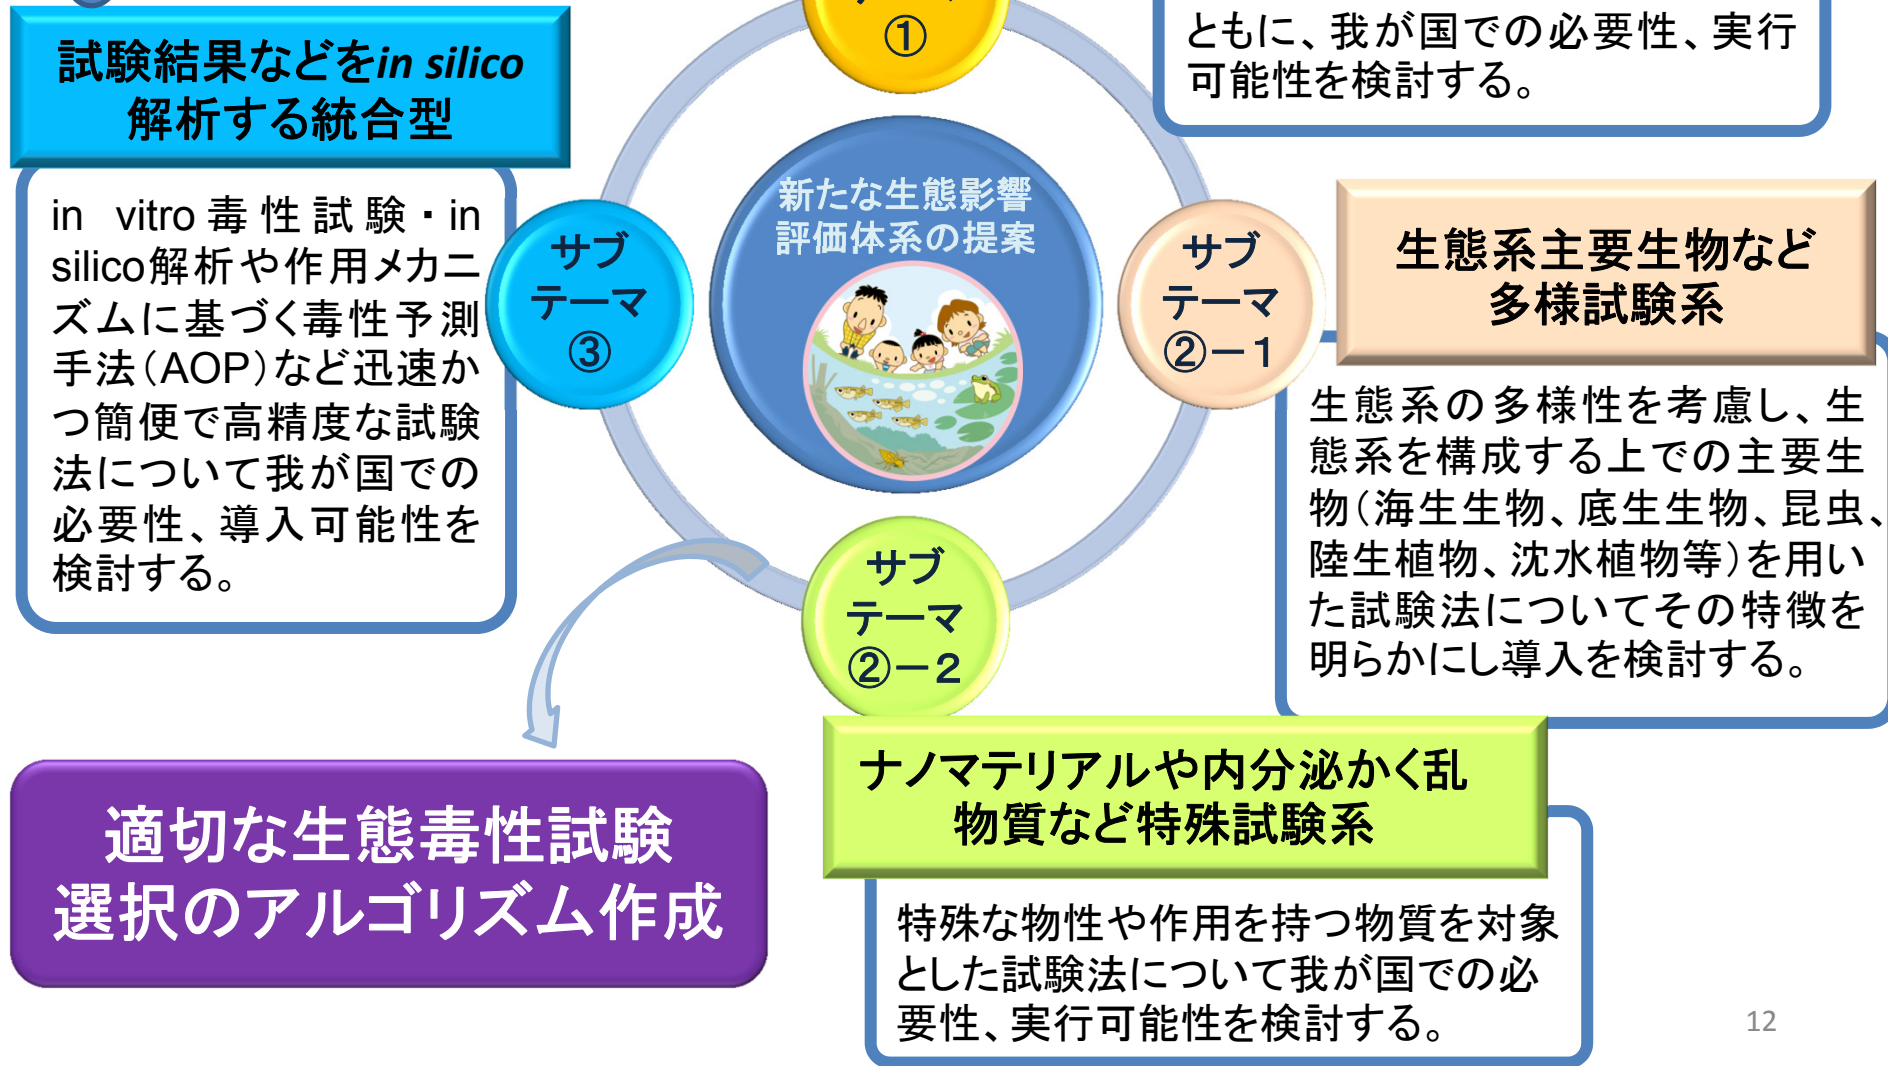 試験結果などをin silico
解析する統合型
in vitro毒性試験・in
silico解析や作用メカニ
ズムに基づく毒性予測
手法(AOP)など迅速か
つ簡便で高精度な試験
法について我が国での
必要性、導入可能性を
検討する。
サブ
テーマ
③
①
ともに、我が国での必要性、実行
可能性を検討する。
新たな生態影響
評価体系の提案
サブ
テーマ
②－1
生態系主要生物など
多様試験系
生態系の多様性を考慮し、生
態系を構成する上での主要生
物(海生生物、底生生物、昆虫、
陸生植物、沈水植物等)を用い
た試験法についてその特徴を
明らかにし導入を検討する。
サブ
テーマ
②－2
ナノマテリアルや内分泌かく乱
物質など特殊試験系
特殊な物性や作用を持つ物質を対象
とした試験法について我が国での必
要性、実行可能性を検討する。
適切な生態毒性試験
選択のアルゴリズム作成
12